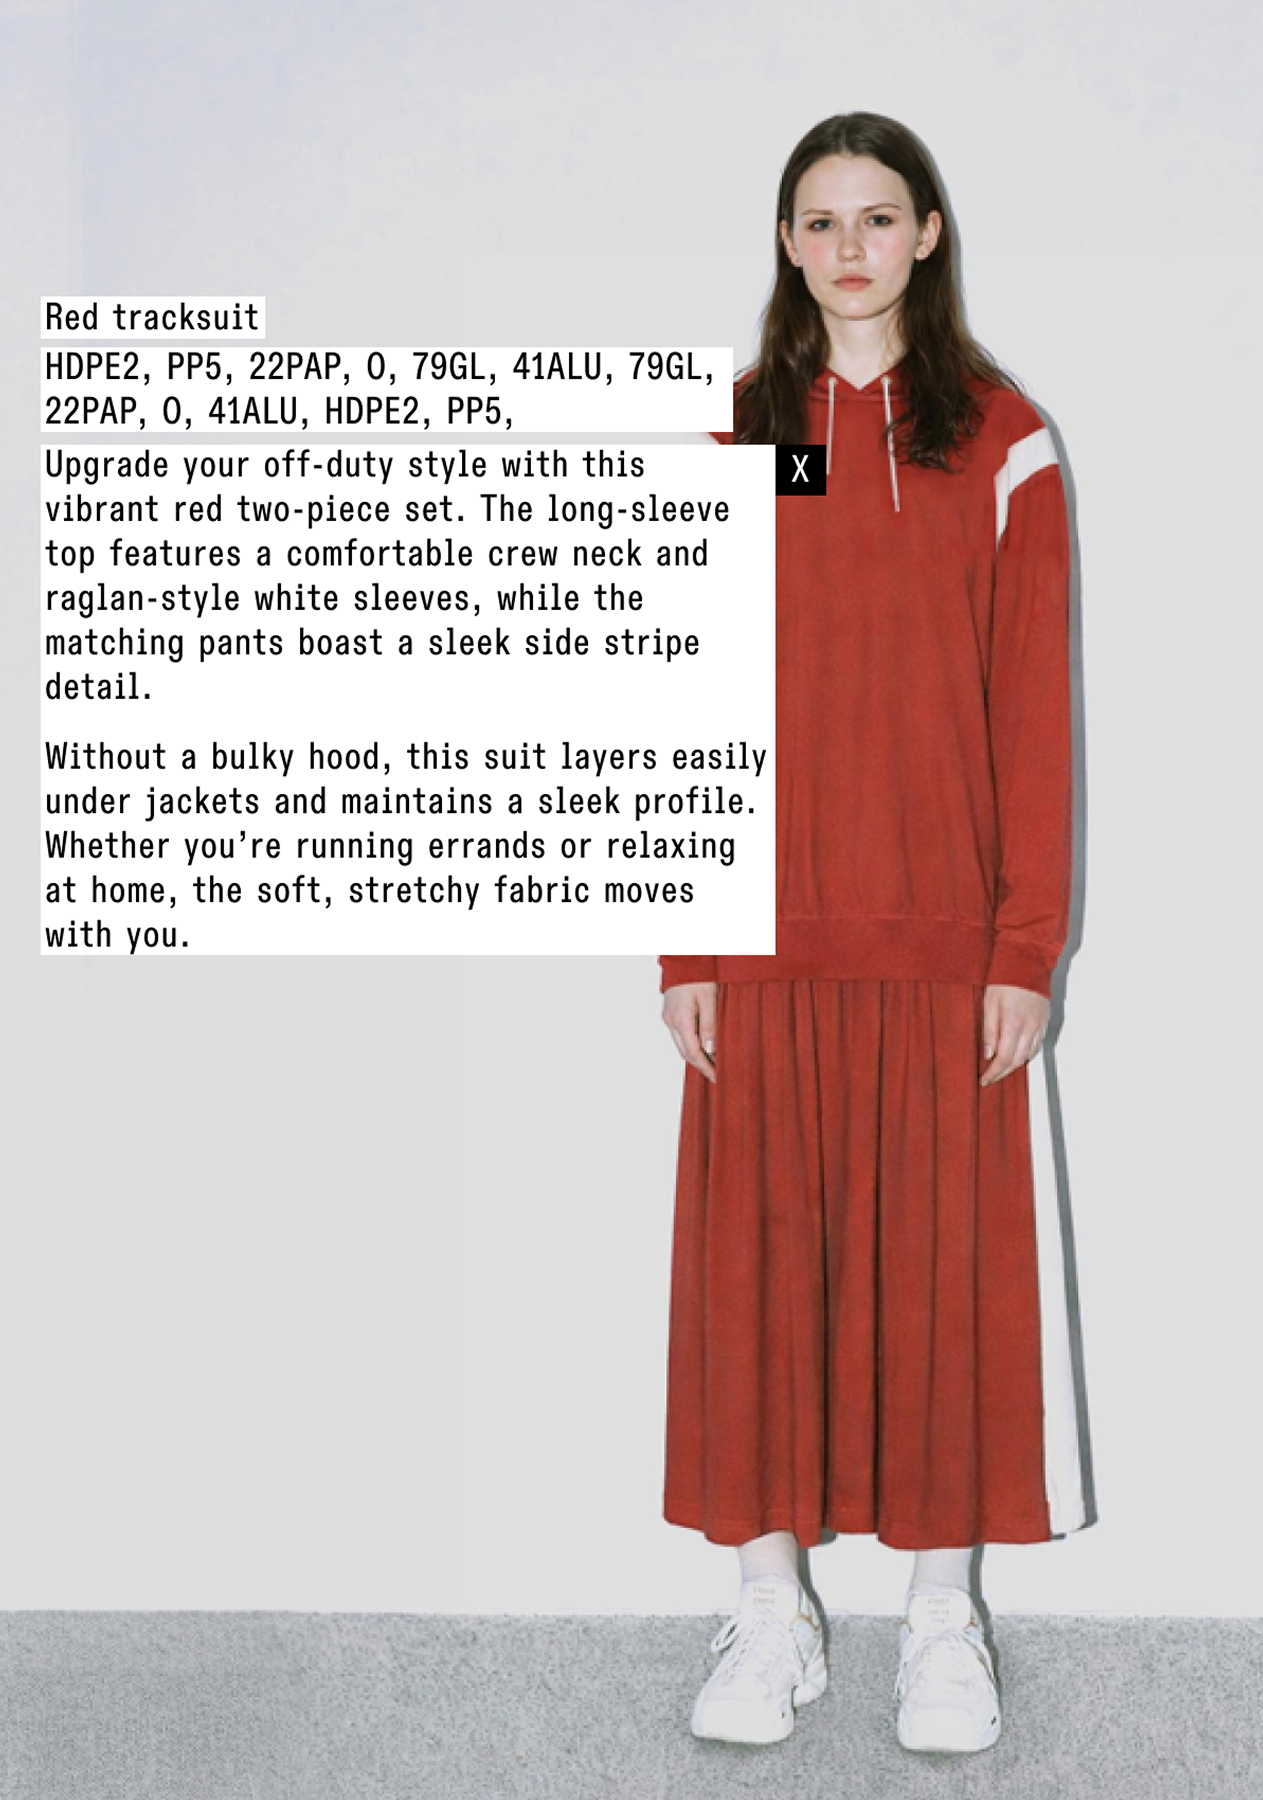 Red tracksuit
HDPE2, PP5, 22PAP, O, 79GL, 41ALU, 79GL,
22PAP, O, 41ALU, HDPE2, PP5,
Upgrade your off-duty style with this
vibrant red two-piece set. The long-sleeve
top features a comfortable crew neck and
raglan-style white sleeves, while the
matching pants boast a sleek side stripe
detail.
Without a bulky hood, this suit layers easily
under jackets and maintains a sleek profile.
Whether you’re running errands or relaxing
at home, the soft, stretchy fabric moves
with you.
X